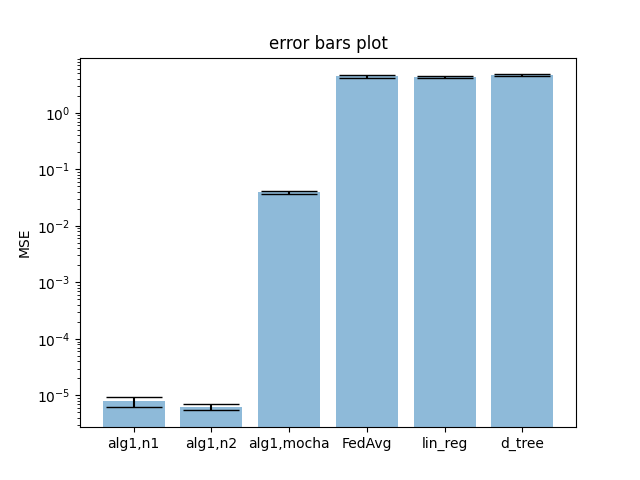 error bars plot
MSE
10⁰
10⁻¹
10⁻²
10⁻³
10⁻⁴
10⁻⁵
alg1,n1 alg1,n2 alg1,mocha FedAvg lin_reg d_tree